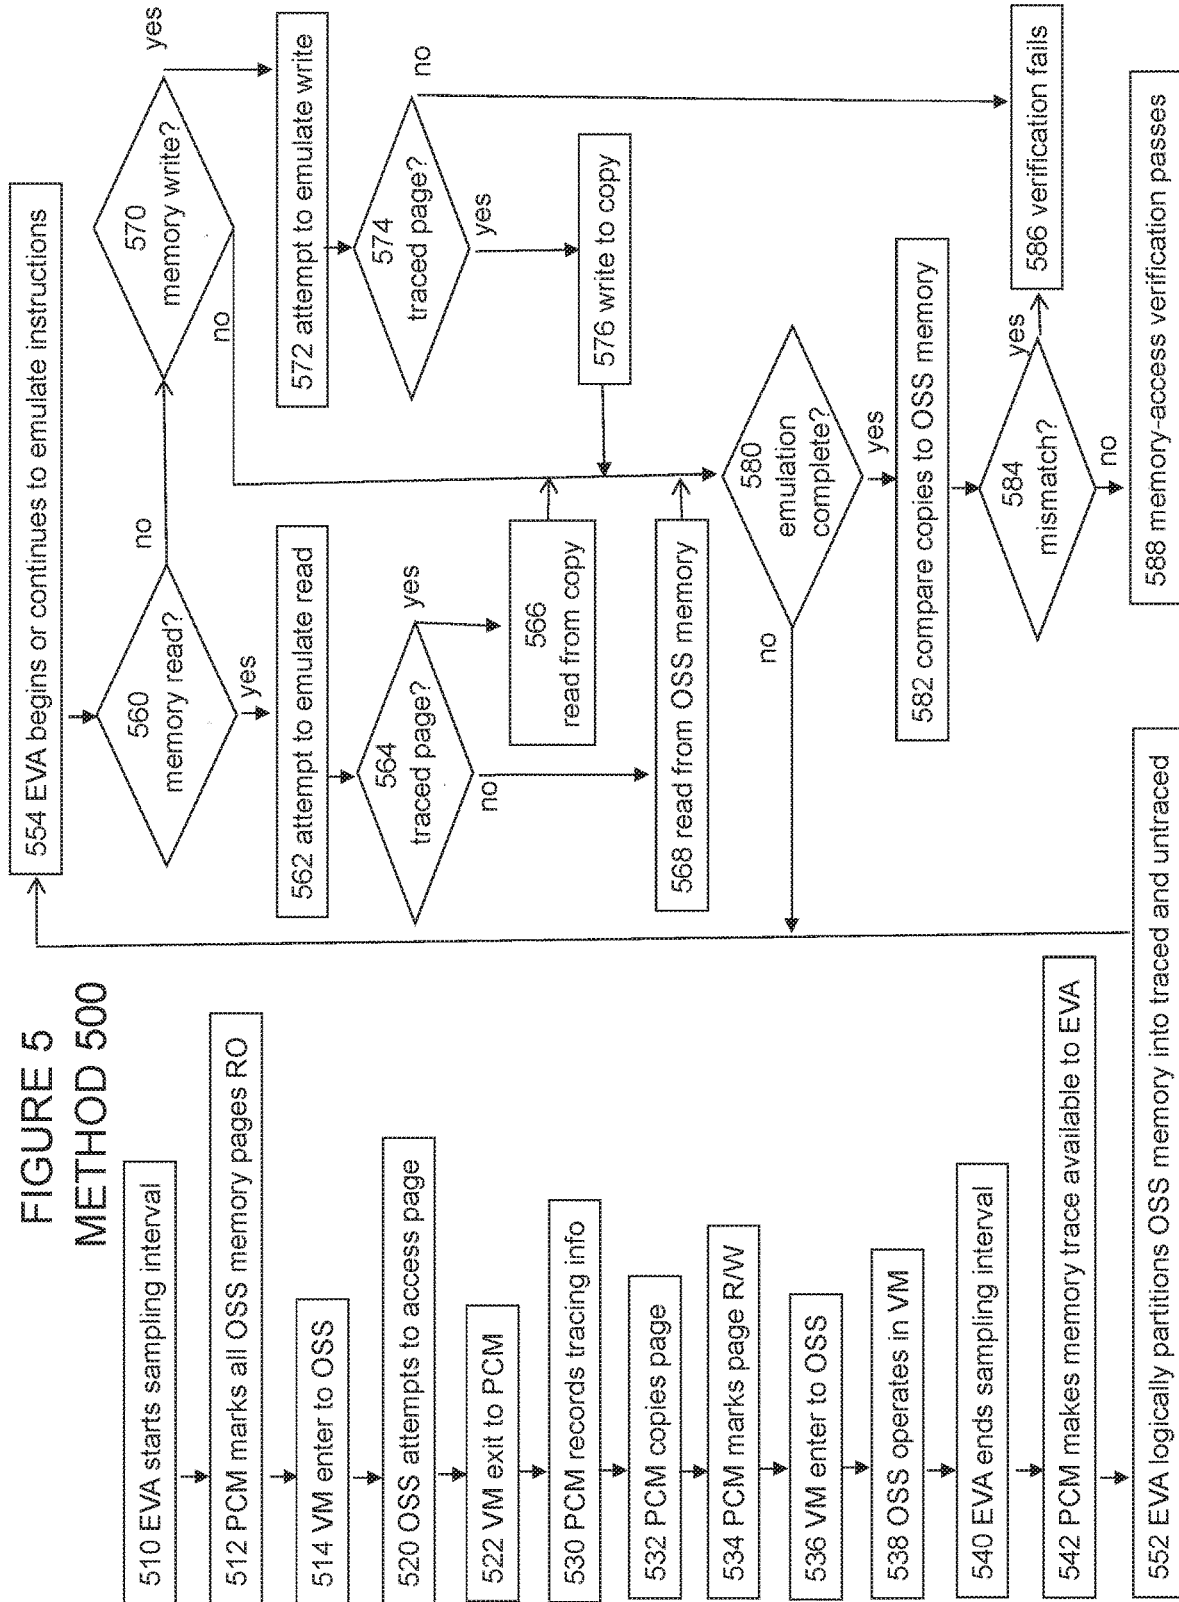 FIGURE 5
METHOD 500
510 EVA starts sampling interval
512 PCM marks all OSS memory pages RO
514 VM enter to OSS
520 OSS attempts to access page
522 VM exit to PCM
530 PCM records tracing info
532 PCM copies page
534 PCM marks page R/W
536 VM enter to OSS
538 OSS operates in VM
540 EVA ends sampling interval
542 PCM makes memory trace available to EVA
552 EVA logically partitions OSS memory into traced and untraced
554 EVA begins or continues to emulate instructions
560
memory read?
no
yes
562 attempt to emulate read
564
traced page?
yes
no
566
read from copy
568 read from OSS memory
570
memory write?
yes
no
572 attempt to emulate write
574
traced page?
no
yes
576 write to copy
580
emulation
complete?
no
yes
582 compare copies to OSS memory
584
mismatch?
yes
no
586 verification fails
588 memory-access verification passes